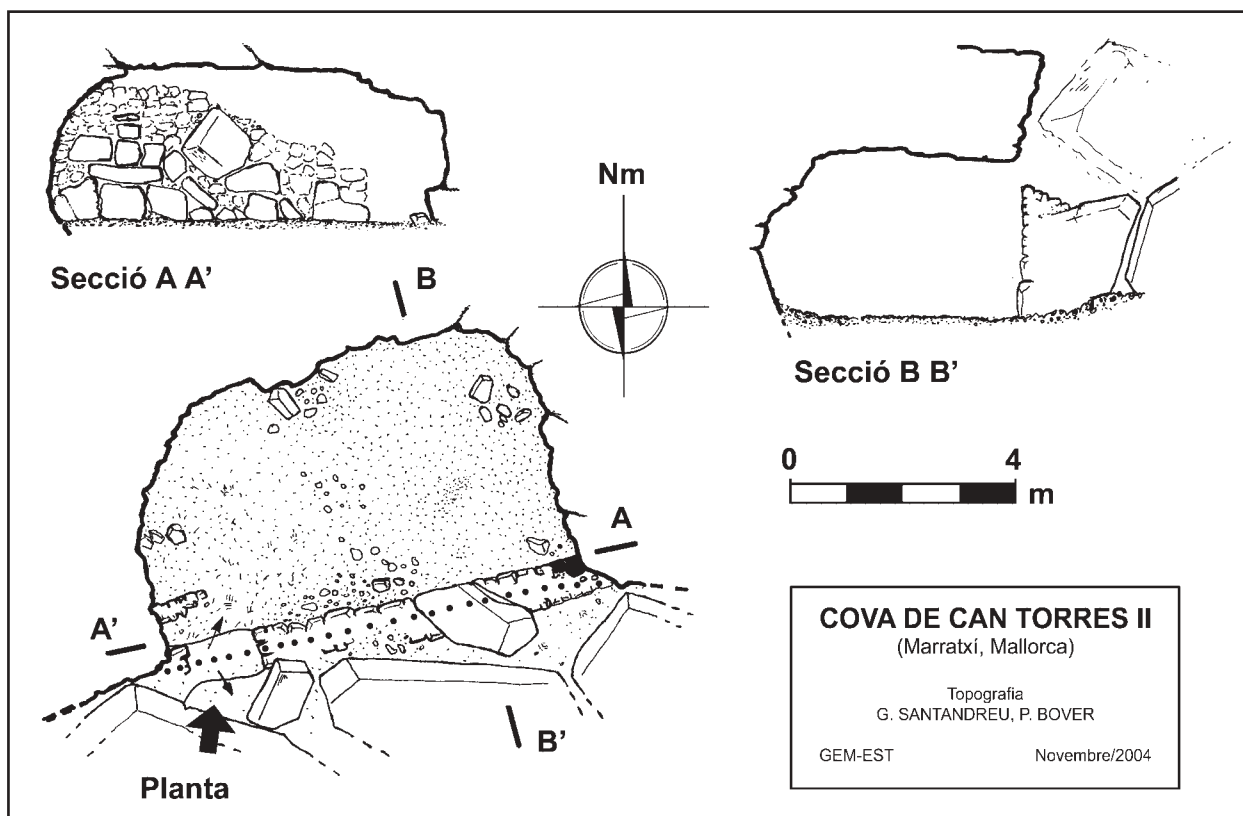 Secció A A’
Nm
Secció B B’
B
A
A’
B’
Planta
0 4
m
COVA DE CAN TORRES II
(Marratxí, Mallorca)
Topografia
G. SANTANDREU, P. BOVER
GEM-EST Novembre/2004